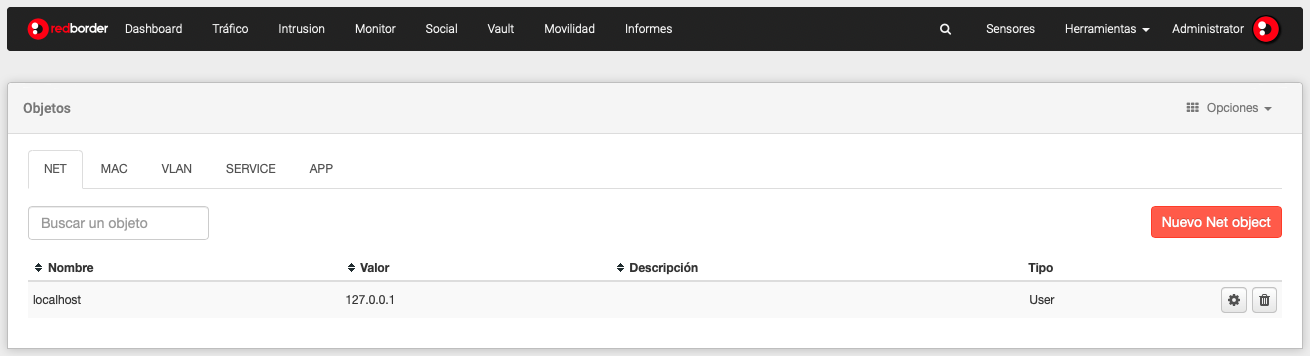 redborder Dashboard Tráfico Intrusion Monitor Social Vault Movilidad Informes Sensores Herramientas Administrator
Objetos Opciones
NET MAC VLAN SERVICE APP
Buscar un objeto Nuevo Net object
Nombre Valor Descripción Tipo
localhost 127.0.0.1 User